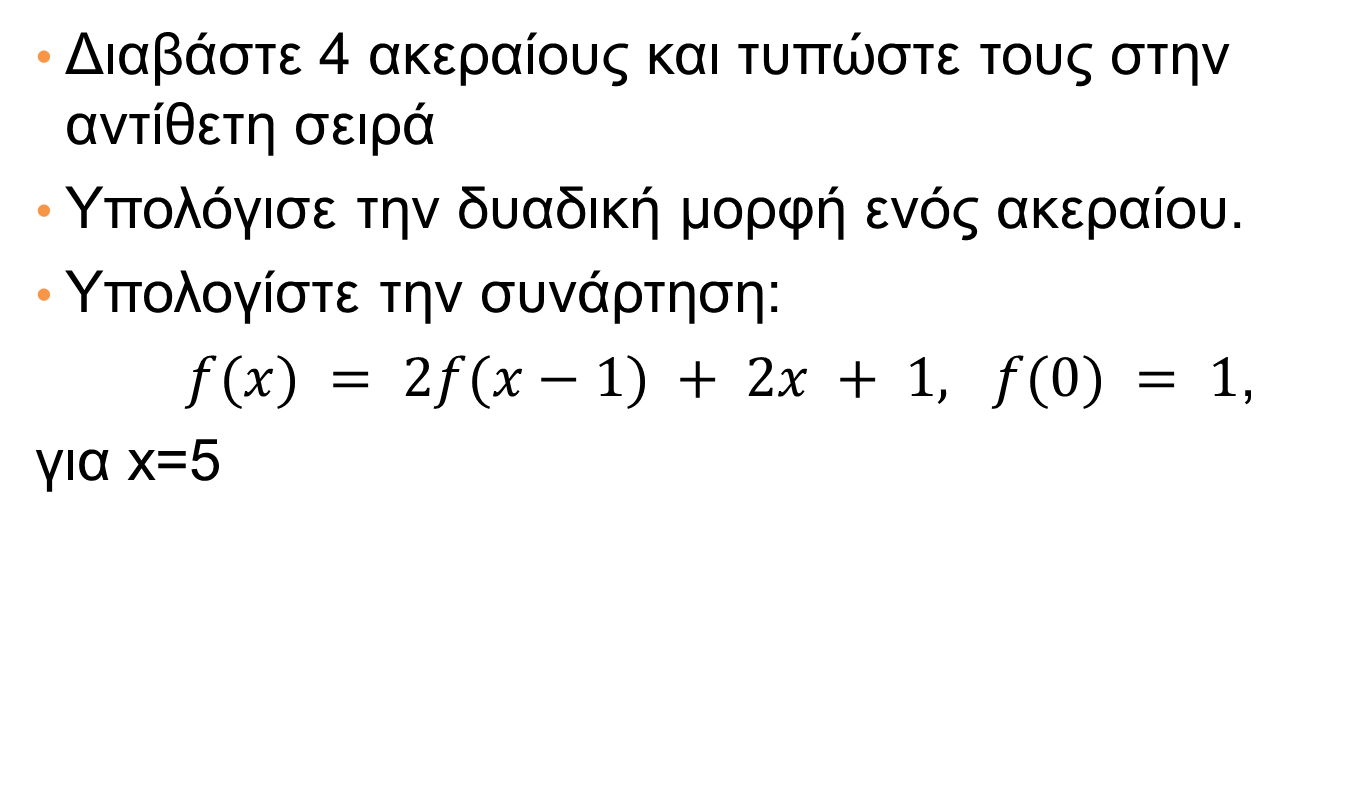 • Διαβάστε 4 ακεραίους και τυπώστε τους στην
αντίθετη σειρά
• Υπολόγισε την δυαδική μορφή ενός ακεραίου.
• Υπολογίστε την συνάρτηση:
𝑓(𝑥) = 2𝑓(𝑥 − 1) + 2𝑥 + 1, 𝑓(0) = 1,
για x=5